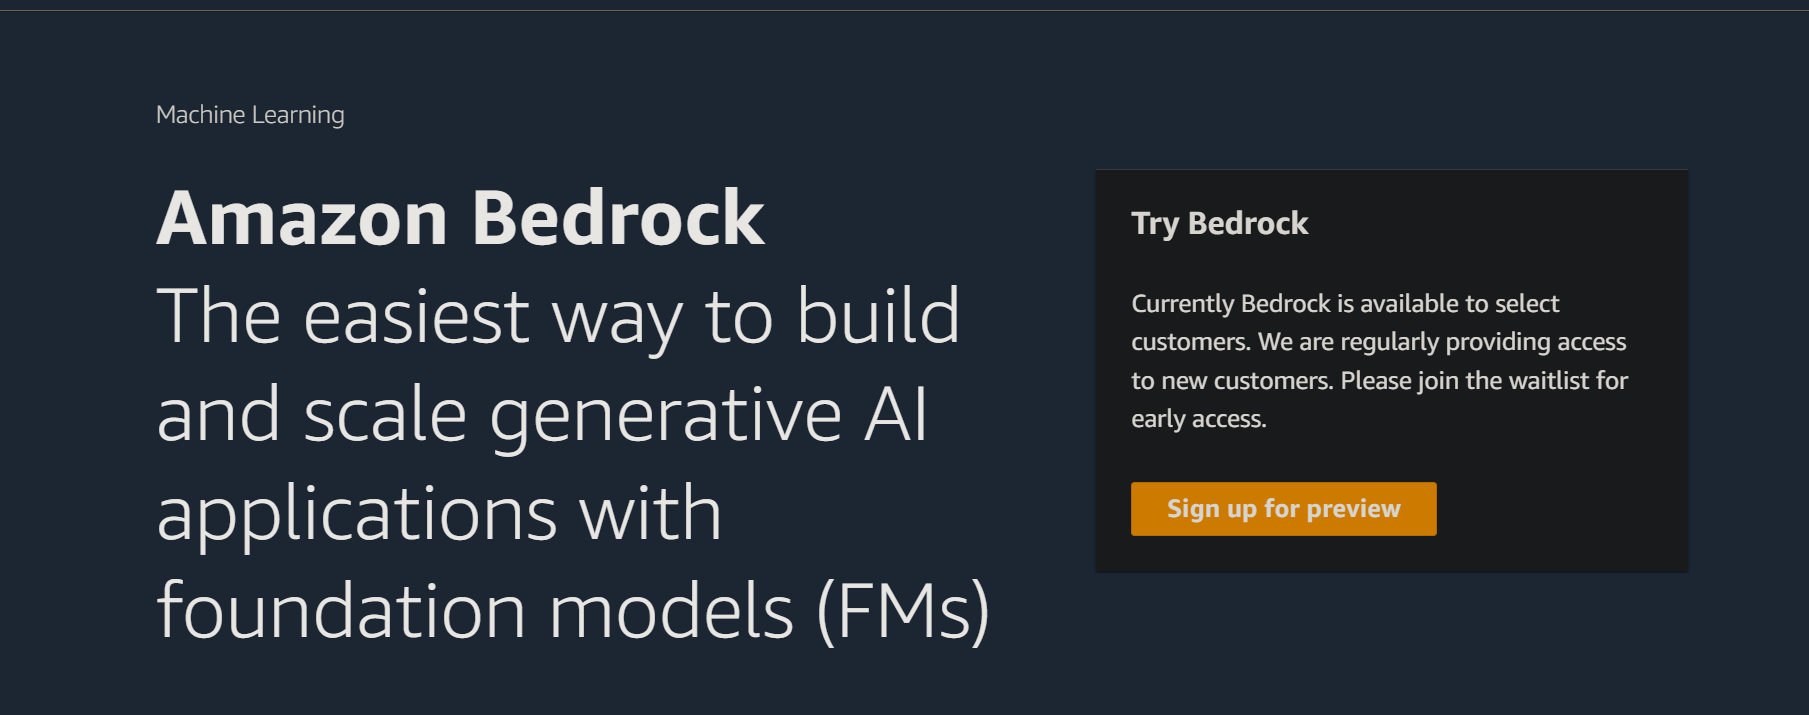 Machine Learning
Amazon Bedrock
The easiest way to build
and scale generative AI
applications with
foundation models (FMs)
Try Bedrock
Currently Bedrock is available to select
customers. We are regularly providing access
to new customers. Please join the waitlist for
early access.
Sign up for preview